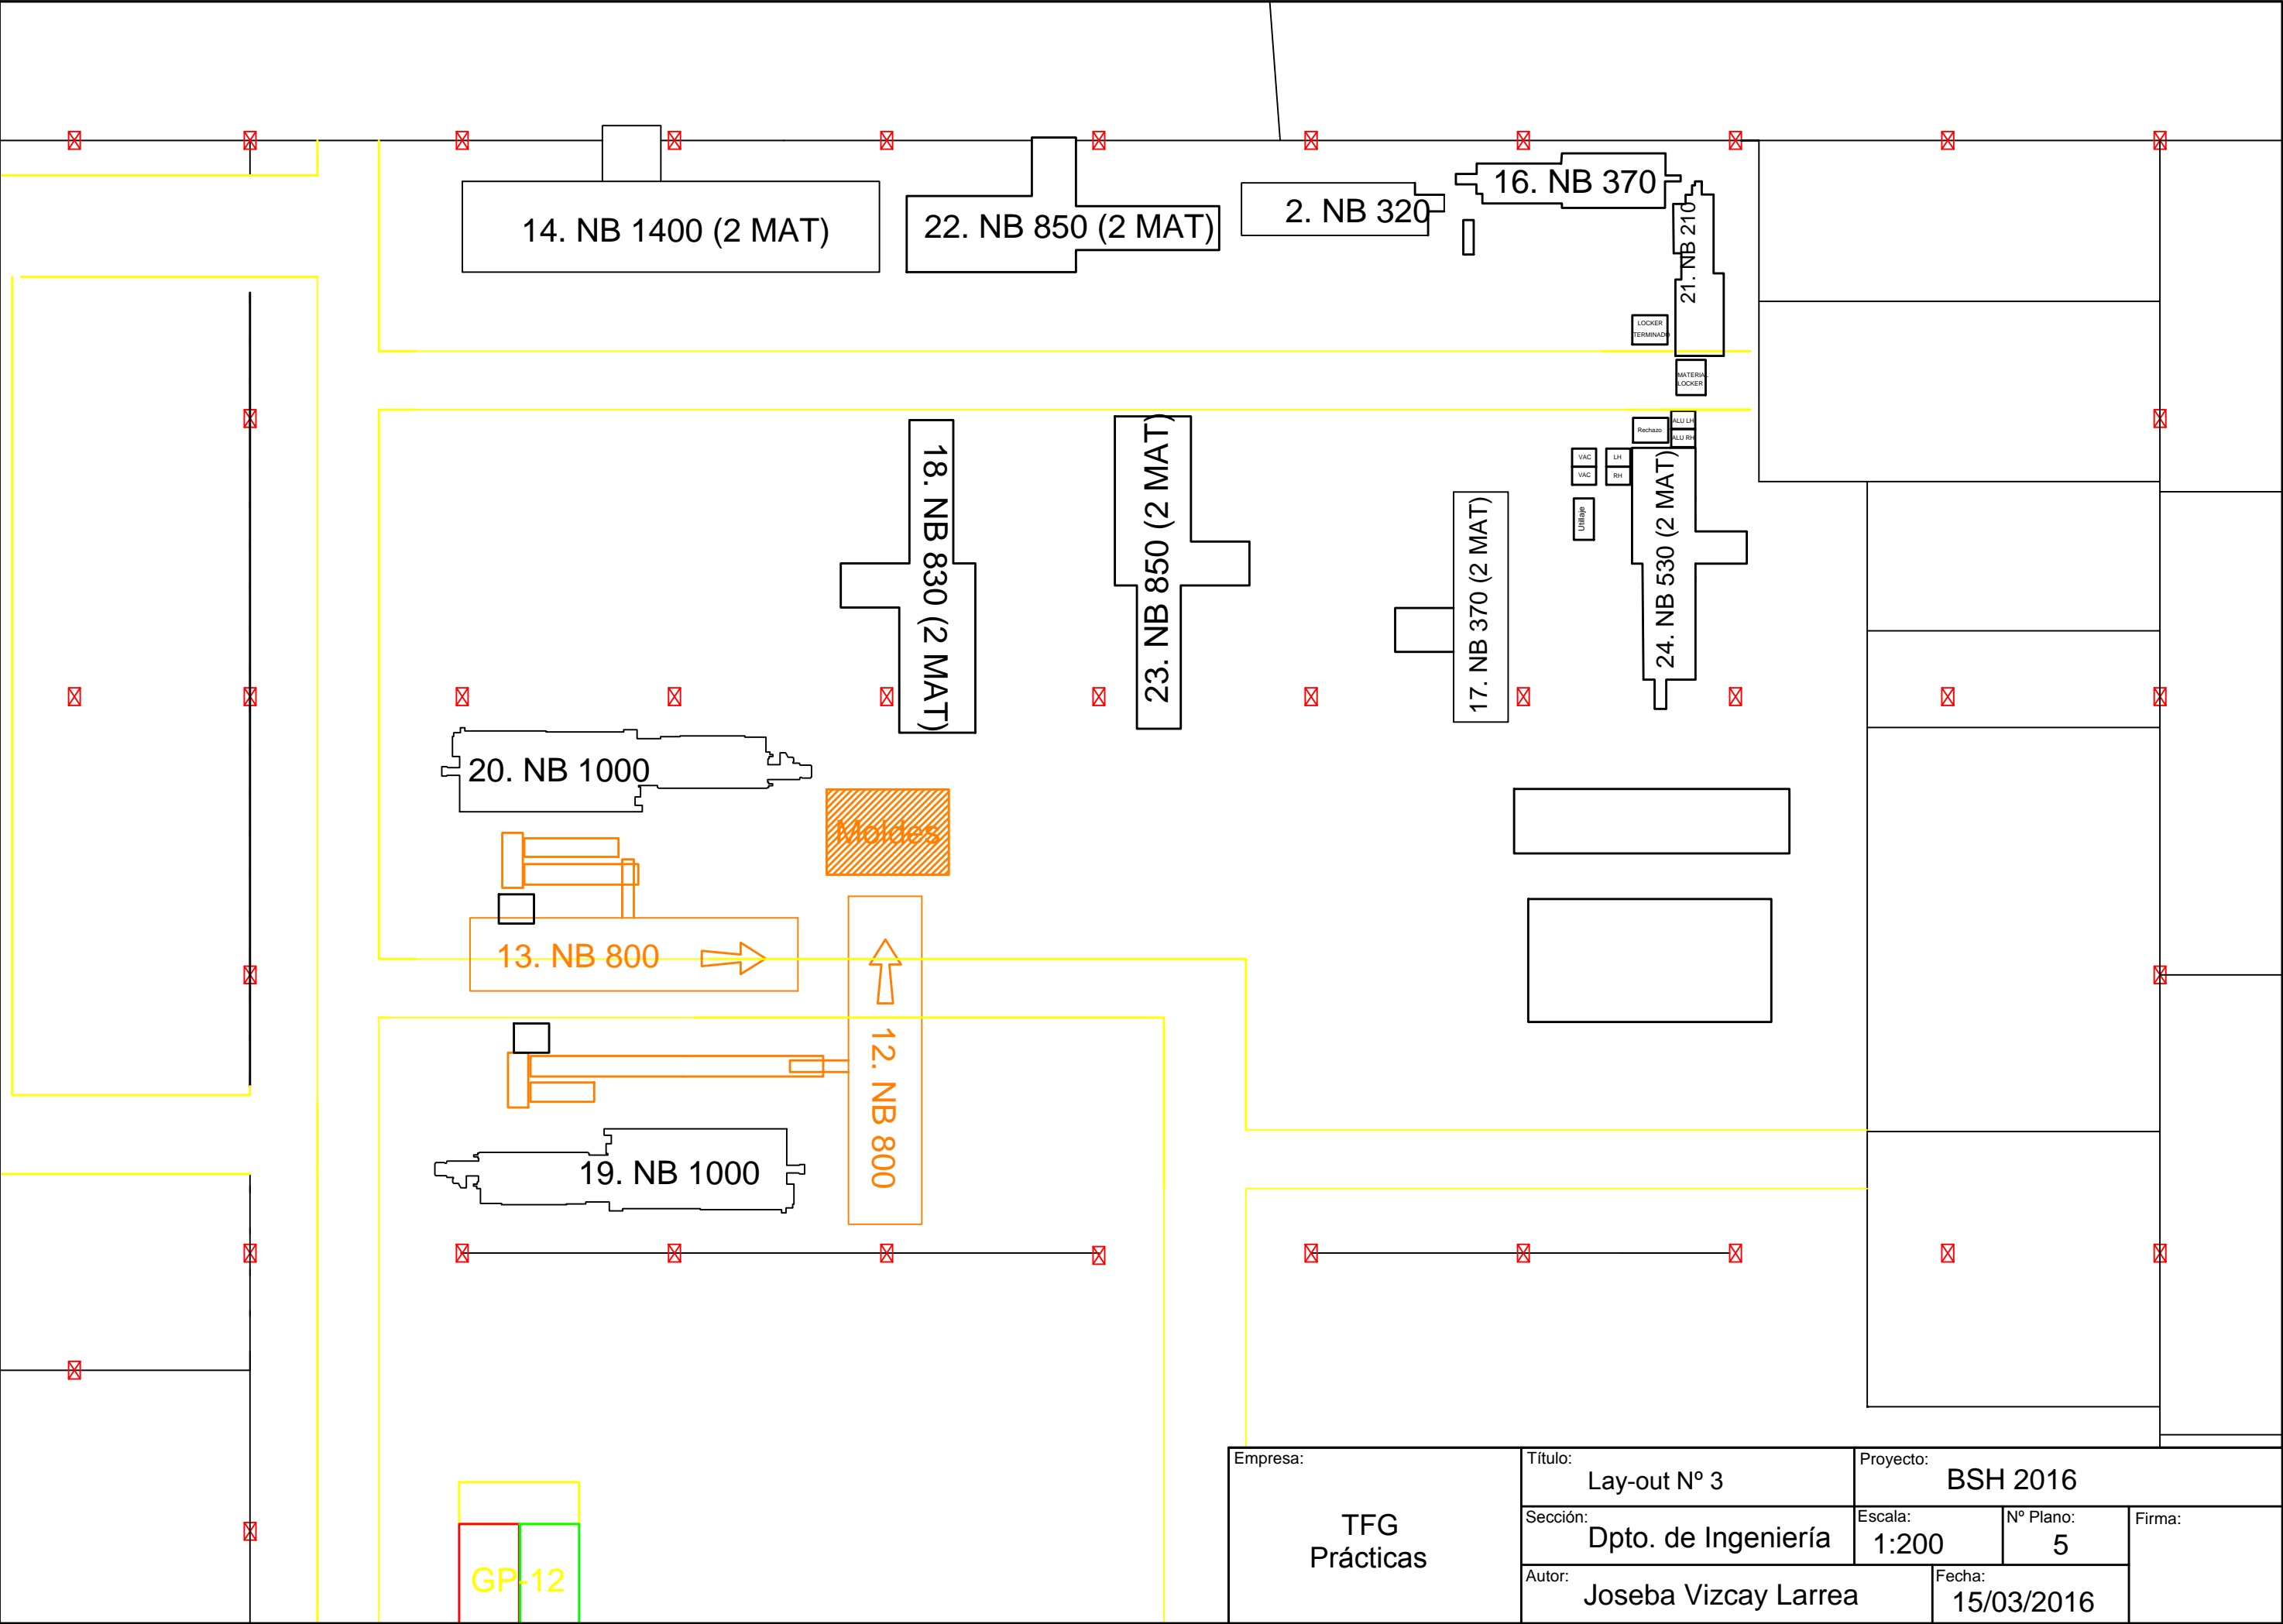 14. NB 1400 (2 MAT)
22. NB 850 (2 MAT)
2. NB 320
16. NB 370
21. NB 210
LOCKER
TERMINADO
MATERIAL
LOCKER
Rechazo
ALU LH
ALU RH
VAC
VAC
LH
RH
Utillaje
18. NB 830 (2 MAT)
23. NB 850 (2 MAT)
17. NB 370 (2 MAT)
24. NB 530 (2 MAT)
20. NB 1000
Moldes
13. NB 800
12. NB 800
19. NB 1000
GP-12
Empresa:
TFG
Prácticas
Título:
Lay-out Nº 3
Proyecto:
BSH 2016
Sección:
Dpto. de Ingeniería
Escala:
1:200
Nº Plano:
5
Firma:
Autor:
Joseba Vizcay Larrea
Fecha:
15/03/2016